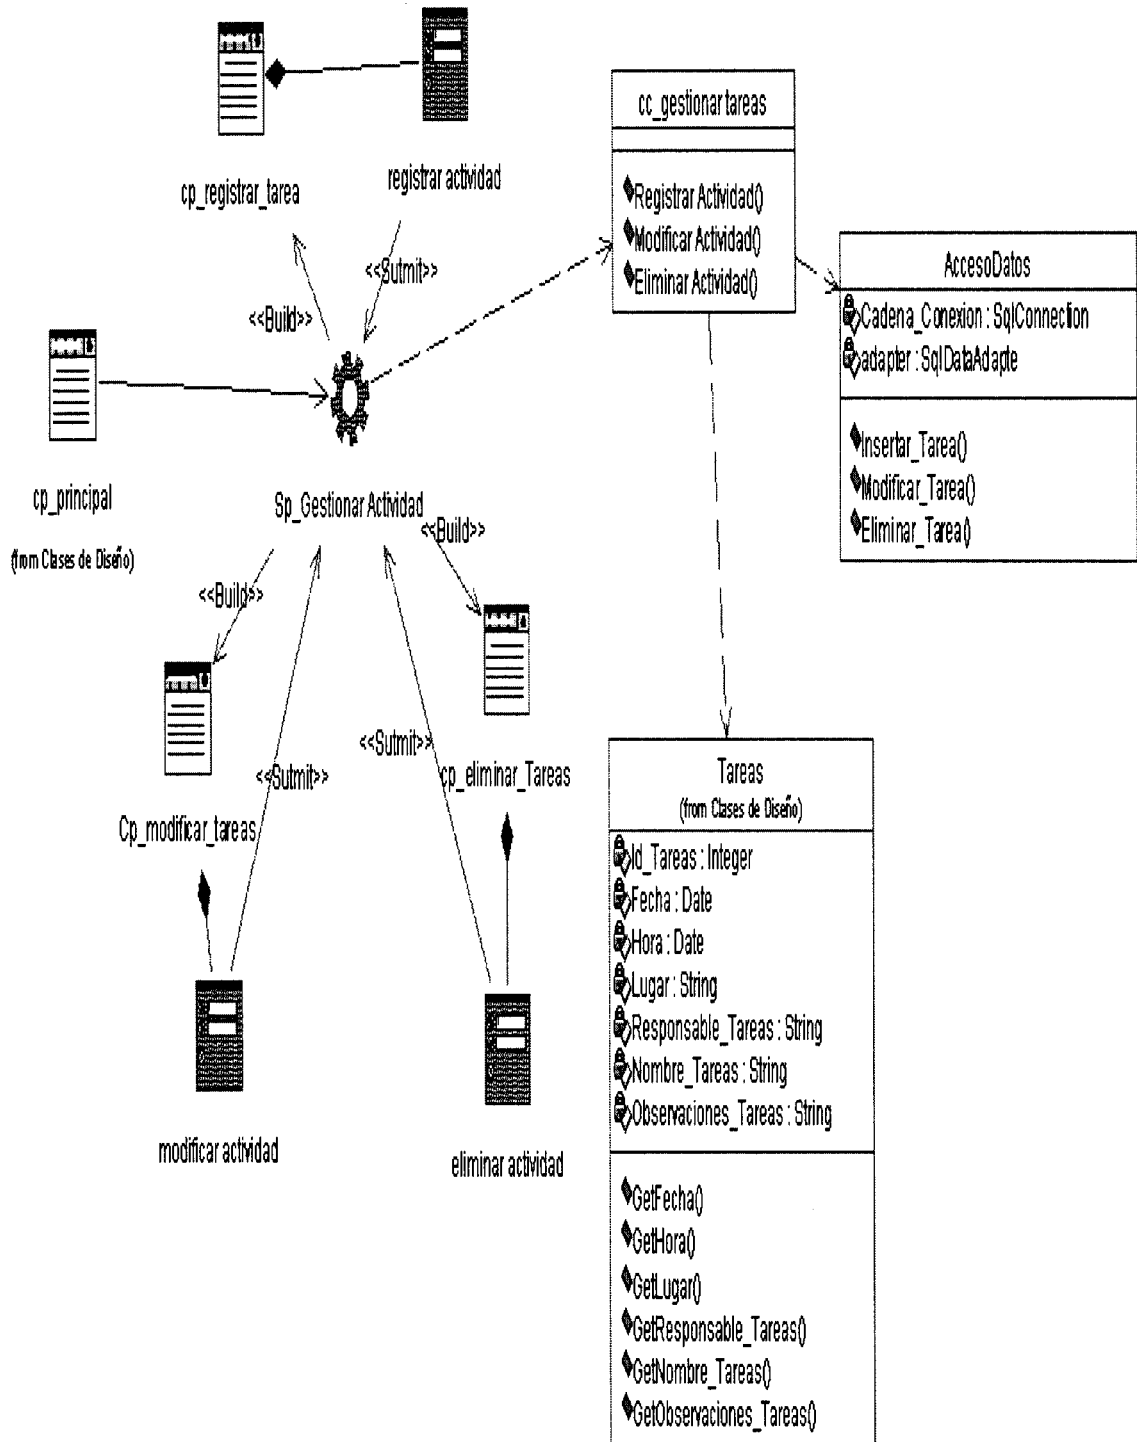 cp_registrar_tarea
registrar actividad
<<Sutmit>>
<<Build>>
cp_principal
(from Clases de Diseño)
Sp_Gestionar Actividad
<<Build>>
<<Build>>
<<Sutmit>>
<<Sutmit>>
Cp_modificar_tareas
cp_eliminar_Tareas
modificar actividad
eliminar actividad
cc_gestionar tareas
Registrar Actividad()
Modificar Actividad()
Eliminar Actividad()
AccesoDatos
Cadena_Conexion : SqlConnection
adapter : SqlDataAdapte
Insertar_Tarea()
Modificar_Tarea()
Eliminar_Tarea()
Tareas
(from Clases de Diseño)
Id_Tareas : Integer
Fecha : Date
Hora : Date
Lugar : String
Responsable_Tareas : String
Nombre_Tareas : String
Observaciones_Tareas : String
GetFecha()
GetHora()
GetLugar()
GetResponsable_Tareas()
GetNombre_Tareas()
GetObservaciones_Tareas()